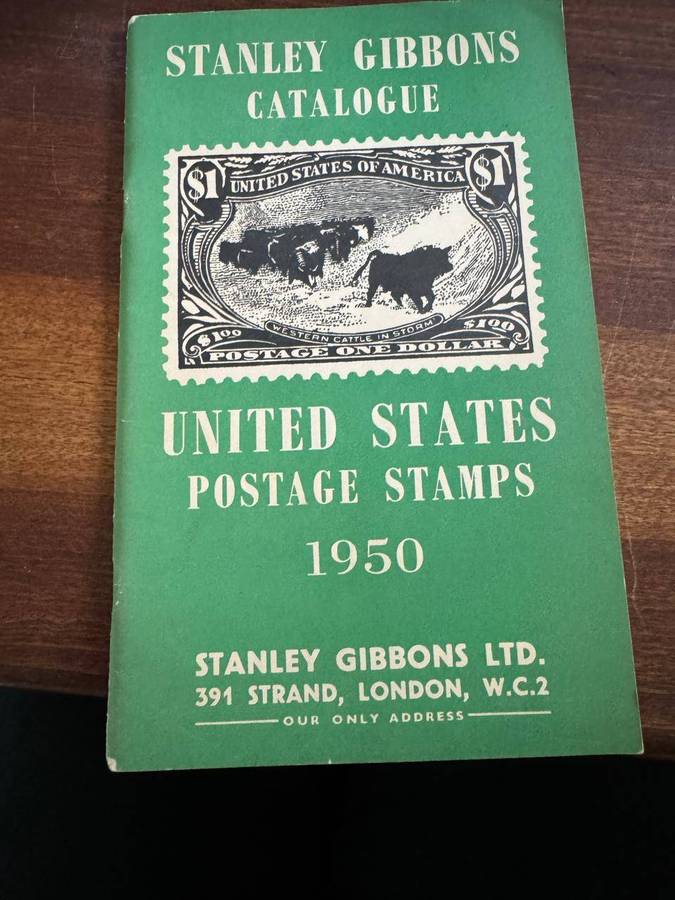 STANLEY GIBBONS
CATALOGUE
$1 UNITED STATES OF AMERICA $1
WESTERN CATTLE IN STORM
$1.00 $1.00
POSTAGE ONE DOLLAR
UNITED STATES
POSTAGE STAMPS
1950
STANLEY GIBBONS LTD.
391 STRAND, LONDON, W.C.2
OUR ONLY ADDRESS